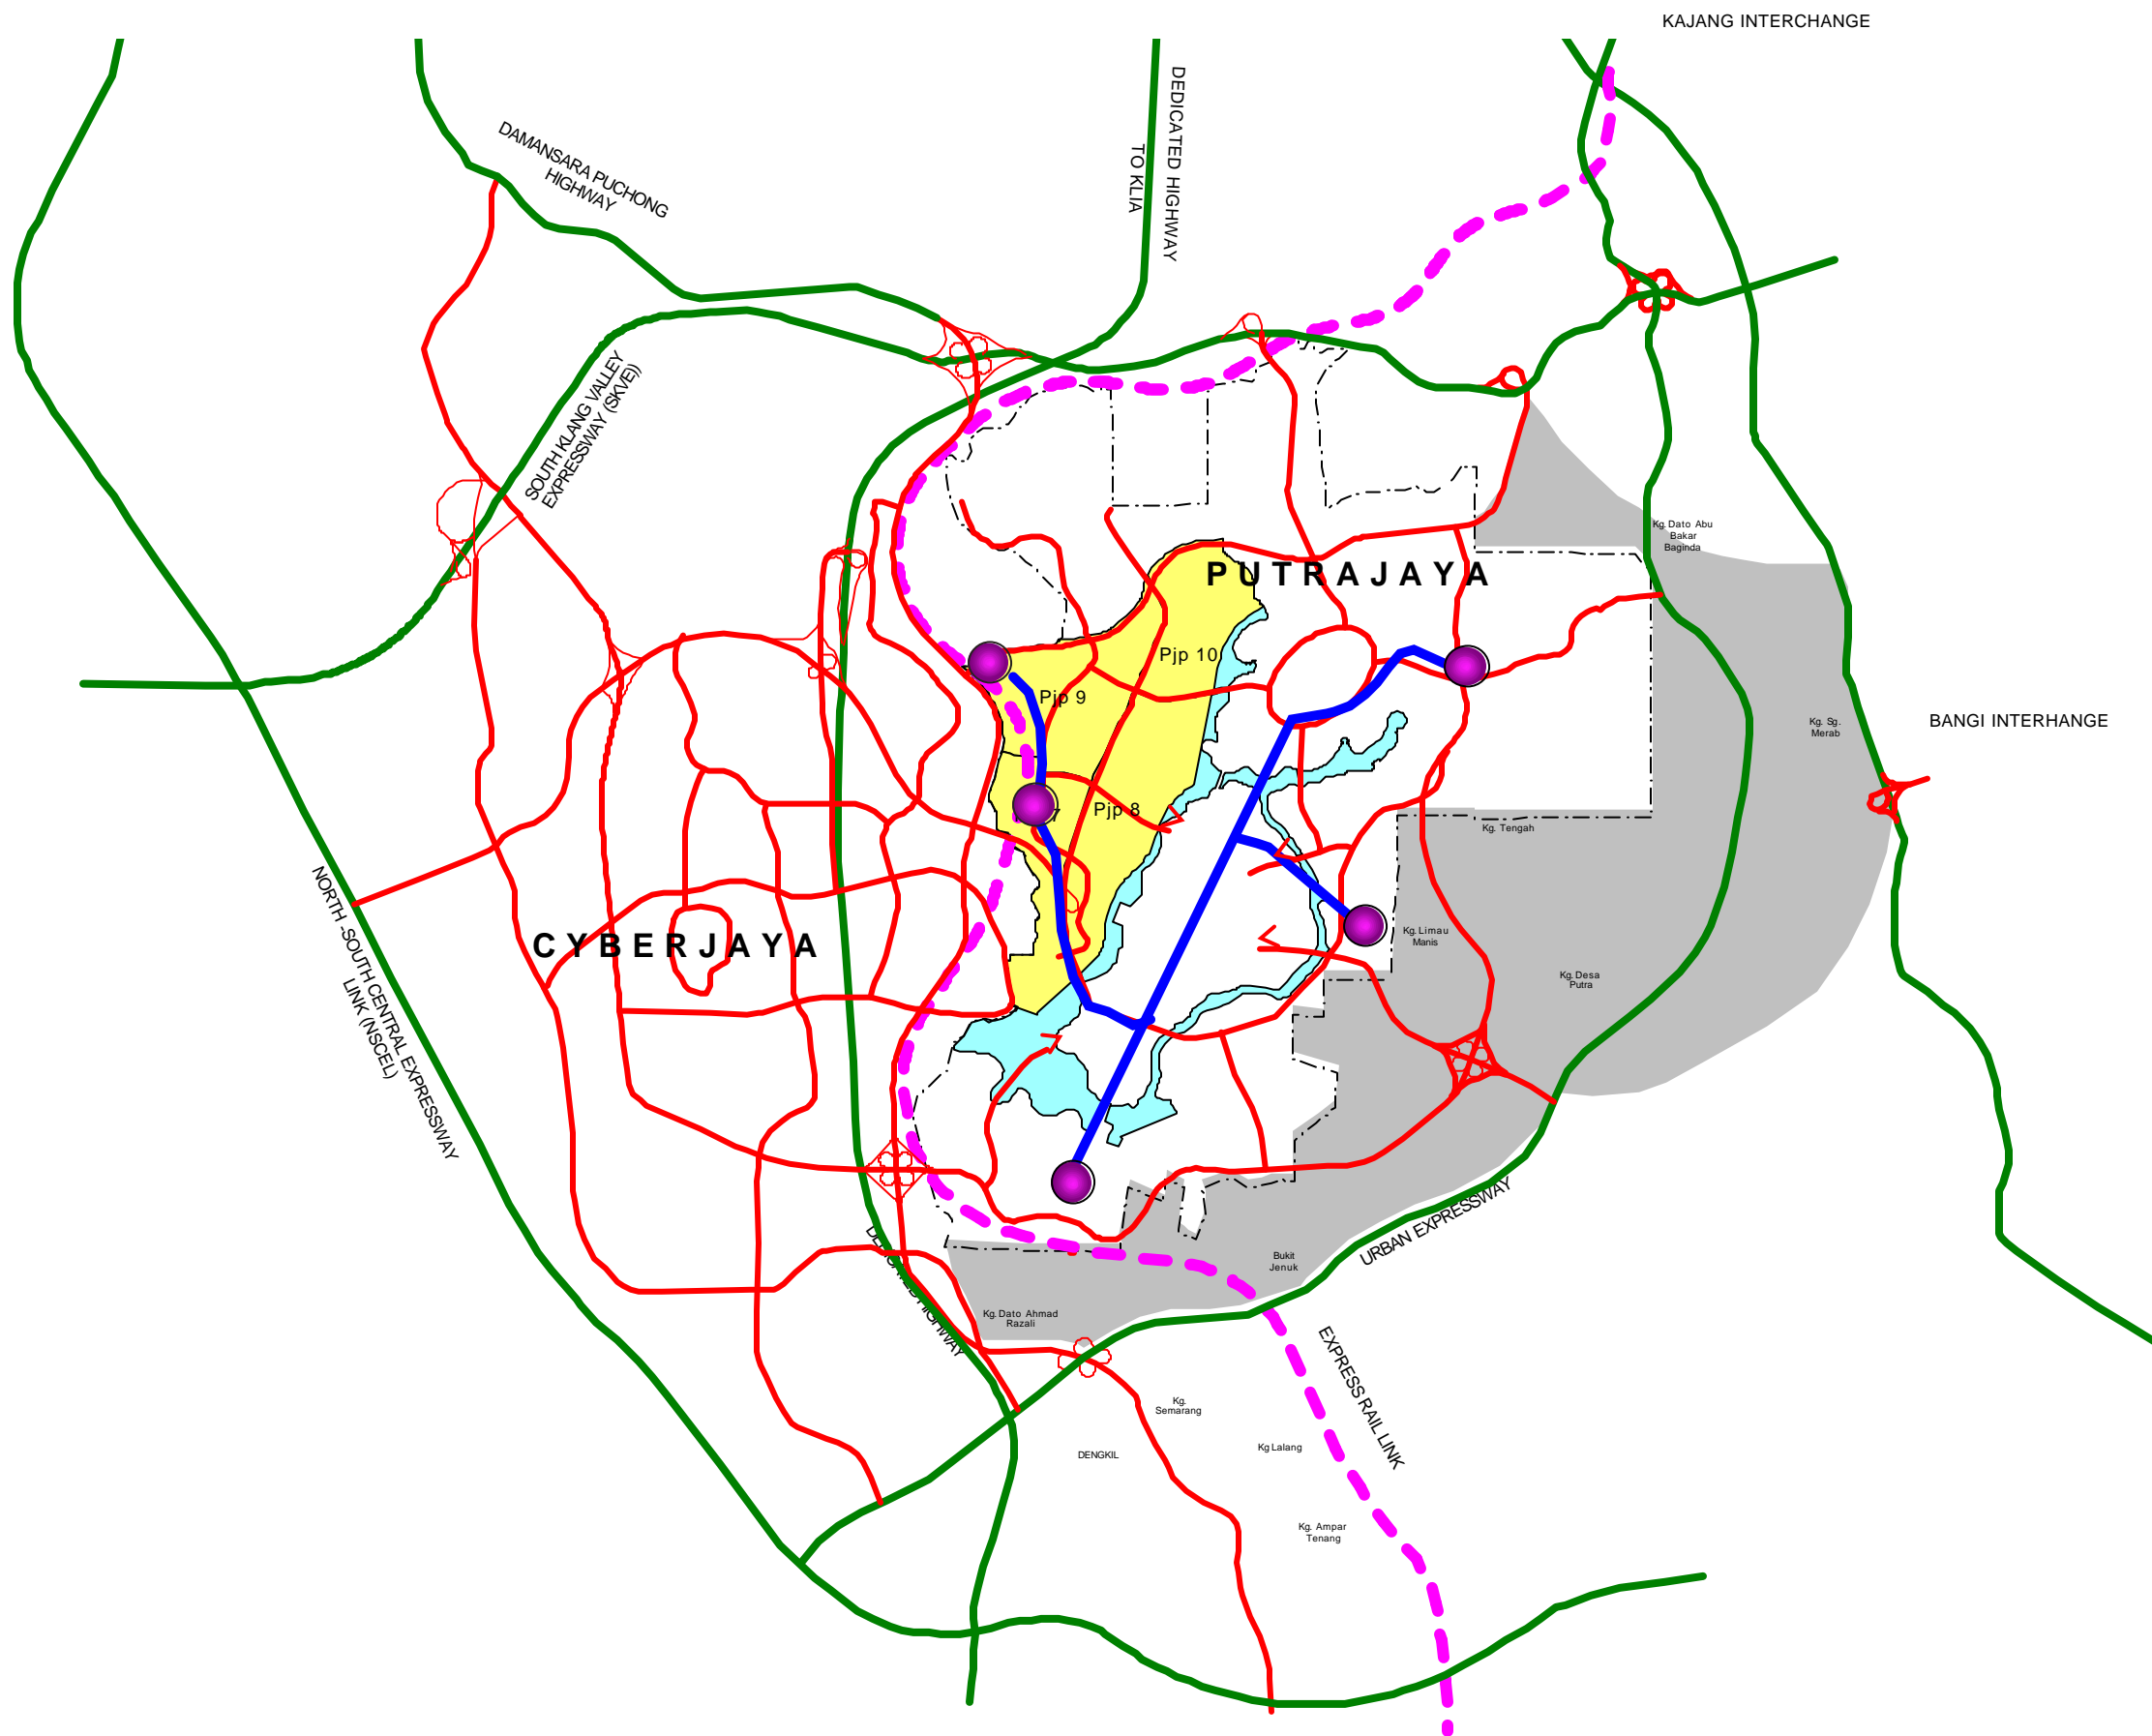 KAJANG INTERCHANGE
DEDICATED HIGHWAY
TO KLIA
DAMANSARA PUCHONG
HIGHWAY
SOUTH KLANG VALLEY
EXPRESSWAY (SKVE))
Kg. Dato Abu
Bakar
Baginda
PUTRAJAYA
Pjp 10
Pjp 9
Kg. Sg.
Merab
BANGI INTERHANGE
Pjp 8
7
Kg. Tengah
NORTH -SOUTH CENTRAL EXPRESSWAY
LINK (NSCEL)
CYBERJAYA
Kg. Limau
Manis
Kg. Desa
Putra
URBAN EXPRESSWAY
Bukit
Jenuk
HIGHWAY
Kg. Dato Ahmad
Razali
EXPRESS RAIL LINK
Kg.
Semarang
Kg Lalang
DENGKIL
Kg. Ampar
Tenang